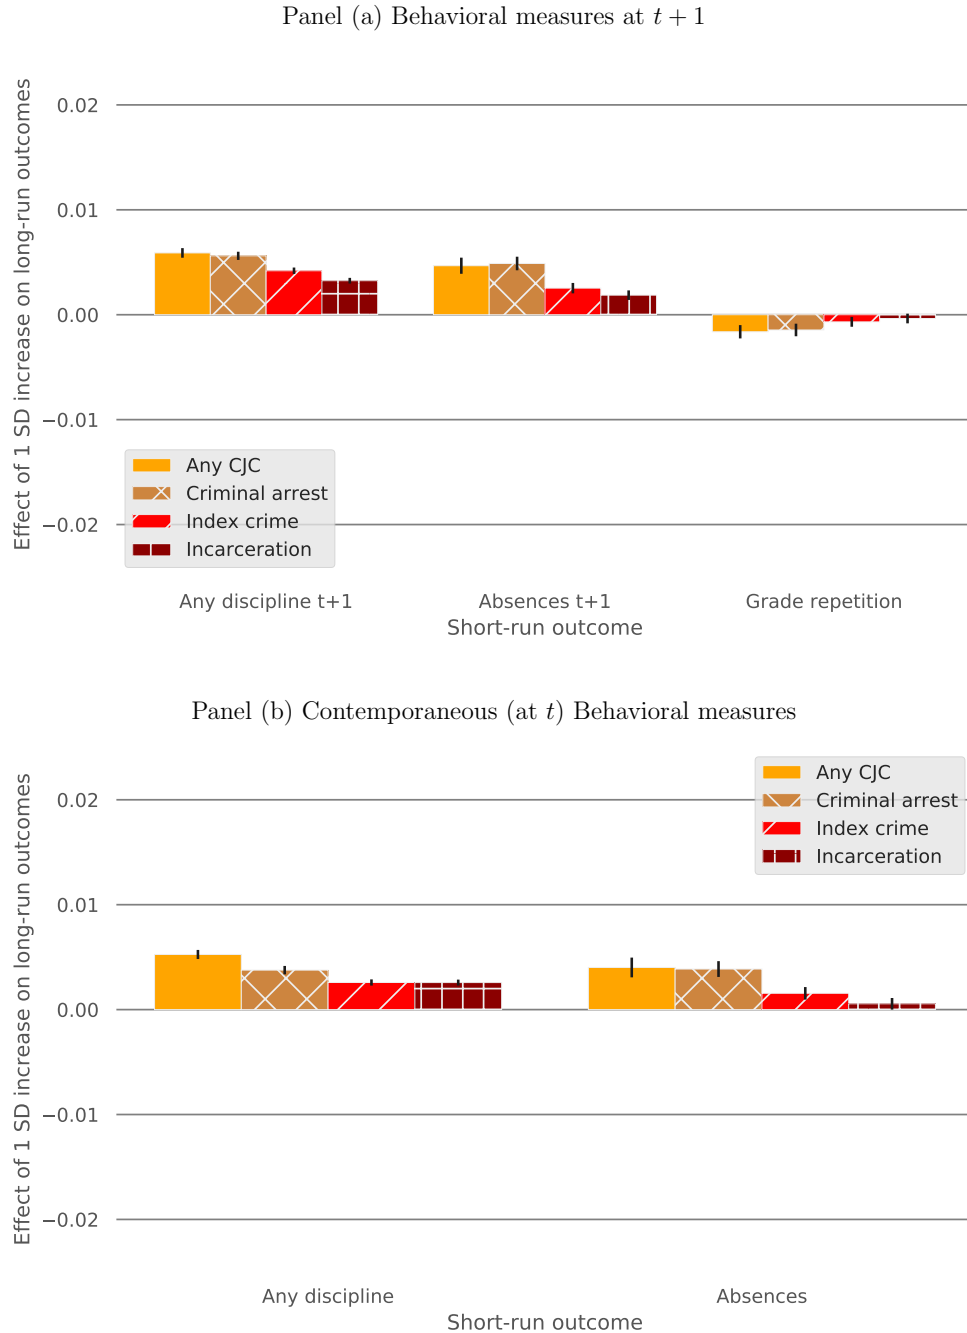 Panel (a) Behavioral measures at t + 1
Effect of 1 SD increase on long-run outcomes
0.02
0.01
0.00
−0.01
−0.02
Any CJC
Criminal arrest
Index crime
Incarceration
Any discipline t+1
Absences t+1
Grade repetition
Short-run outcome
Panel (b) Contemporaneous (at t) Behavioral measures
Effect of 1 SD increase on long-run outcomes
0.02
0.01
0.00
−0.01
−0.02
Any CJC
Criminal arrest
Index crime
Incarceration
Any discipline
Absences
Short-run outcome